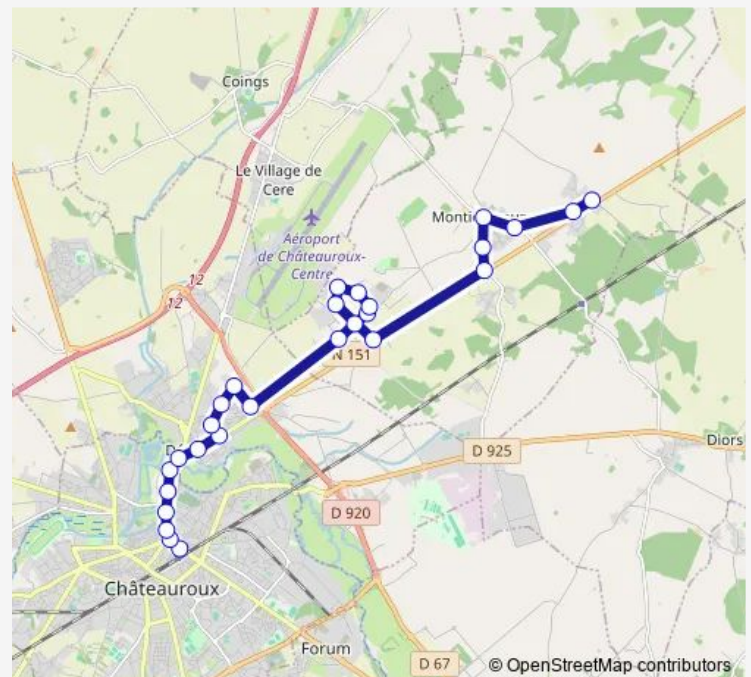 Coings
Le Village de
Cere
Aéroport
de Châteauroux-
Centre
12
12
N 151
D 925
Diors
D 920
Châteauroux
Forum
D 67
© OpenStreetMap contributors